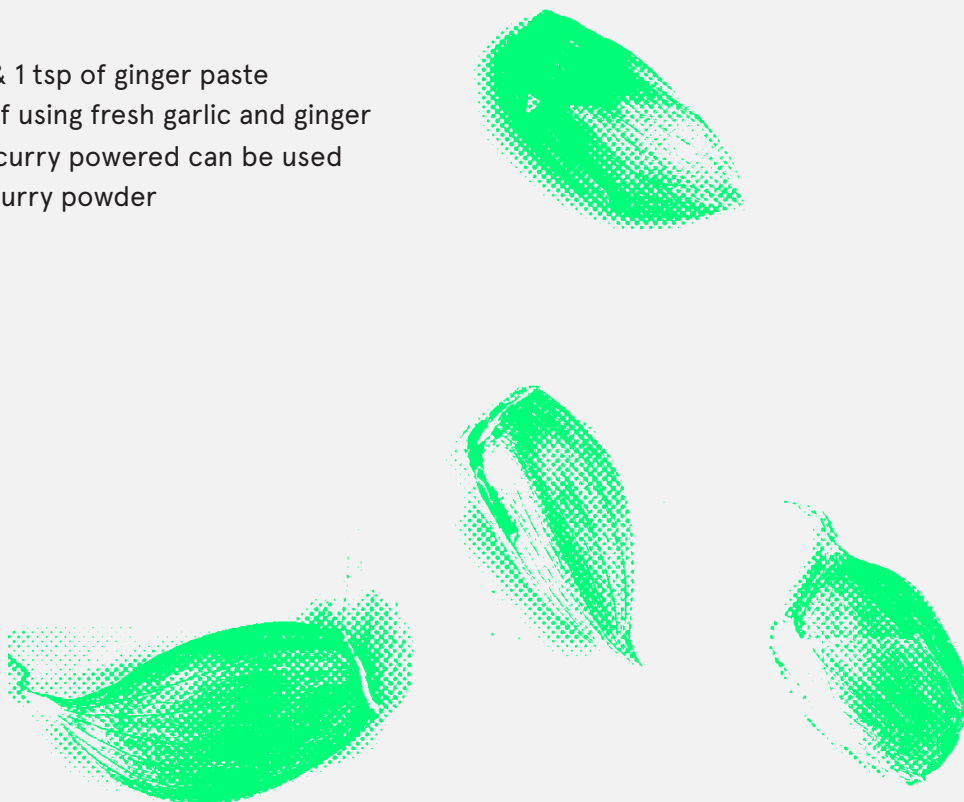 & 1 tsp of ginger paste
f using fresh garlic and ginger
curry powered can be used
urry powder